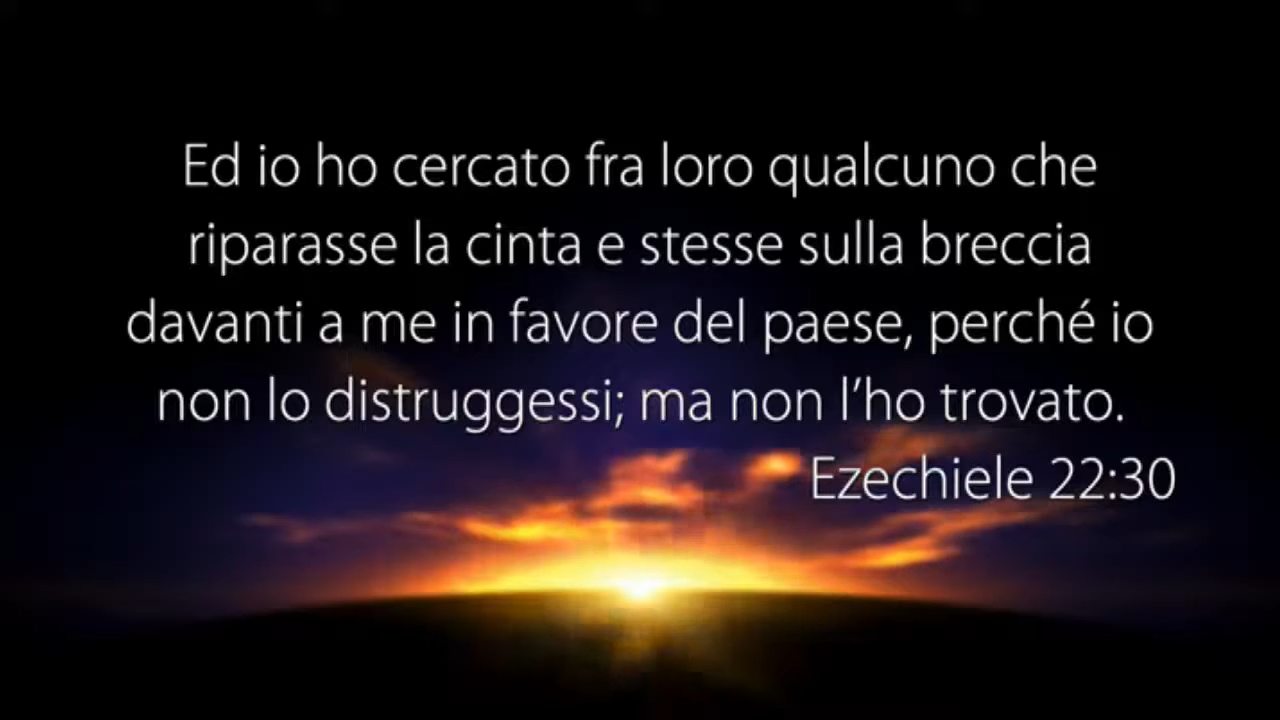 Ed io ho cercato fra loro qualcuno che
riparasse la cinta e stesse sulla breccia
davanti a me in favore del paese, perché io
non lo distruggessi; ma non l’ho trovato.
Ezechiele 22:30